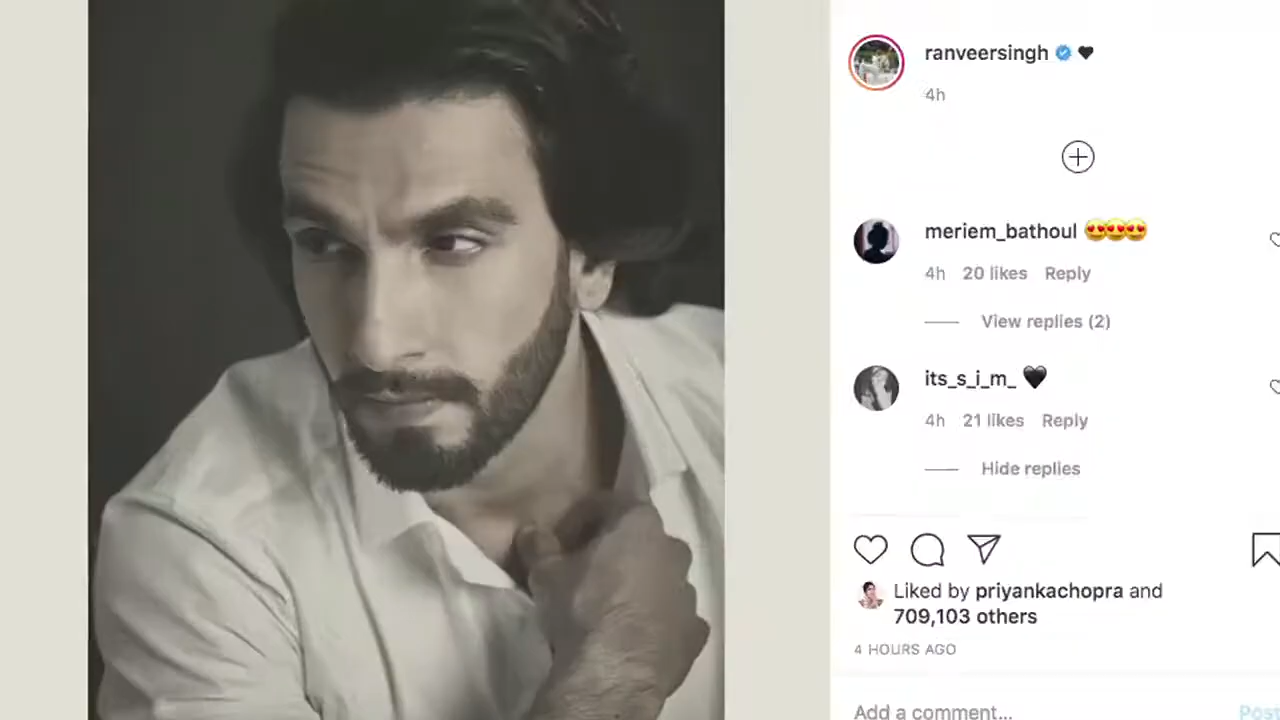 ranveersingh 🖤
4h
meriem_bathoul 😍😍😍
4h 20 likes Reply
View replies (2)
its_s_i_m_ 🖤
4h 21 likes Reply
Hide replies
Liked by priyankachopra and
709,103 others
4 HOURS AGO
Add a comment... Post